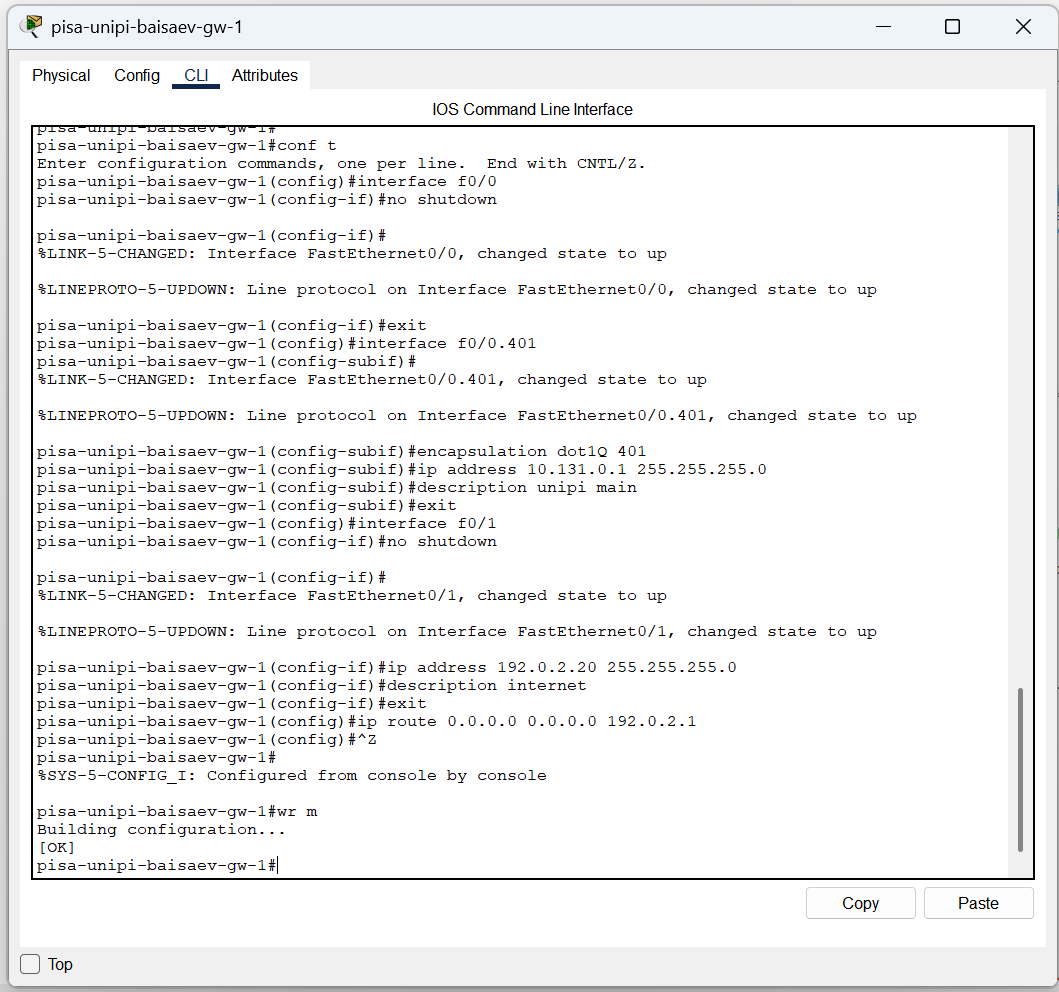 pisa-unipi-baisaev-gw-1
Physical Config CLI Attributes
IOS Command Line Interface
pisa-unipi-baisaev-gw-1#
pisa-unipi-baisaev-gw-1#conf t
Enter configuration commands, one per line.  End with CNTL/Z.
pisa-unipi-baisaev-gw-1(config)#interface f0/0
pisa-unipi-baisaev-gw-1(config-if)#no shutdown
pisa-unipi-baisaev-gw-1(config-if)#
%LINK-5-CHANGED: Interface FastEthernet0/0, changed state to up
%LINEPROTO-5-UPDOWN: Line protocol on Interface FastEthernet0/0, changed state to up
pisa-unipi-baisaev-gw-1(config-if)#exit
pisa-unipi-baisaev-gw-1(config)#interface f0/0.401
pisa-unipi-baisaev-gw-1(config-subif)#
%LINK-5-CHANGED: Interface FastEthernet0/0.401, changed state to up
%LINEPROTO-5-UPDOWN: Line protocol on Interface FastEthernet0/0.401, changed state to up
pisa-unipi-baisaev-gw-1(config-subif)#encapsulation dot1Q 401
pisa-unipi-baisaev-gw-1(config-subif)#ip address 10.131.0.1 255.255.255.0
pisa-unipi-baisaev-gw-1(config-subif)#description unipi main
pisa-unipi-baisaev-gw-1(config-subif)#exit
pisa-unipi-baisaev-gw-1(config)#interface f0/1
pisa-unipi-baisaev-gw-1(config-if)#no shutdown
pisa-unipi-baisaev-gw-1(config-if)#
%LINK-5-CHANGED: Interface FastEthernet0/1, changed state to up
%LINEPROTO-5-UPDOWN: Line protocol on Interface FastEthernet0/1, changed state to up
pisa-unipi-baisaev-gw-1(config-if)#ip address 192.0.2.20 255.255.255.0
pisa-unipi-baisaev-gw-1(config-if)#description internet
pisa-unipi-baisaev-gw-1(config-if)#exit
pisa-unipi-baisaev-gw-1(config)#ip route 0.0.0.0 0.0.0.0 192.0.2.1
pisa-unipi-baisaev-gw-1(config)#^Z
pisa-unipi-baisaev-gw-1#
%SYS-5-CONFIG_I: Configured from console by console
pisa-unipi-baisaev-gw-1#wr m
Building configuration...
[OK]
pisa-unipi-baisaev-gw-1#
Copy Paste
Top